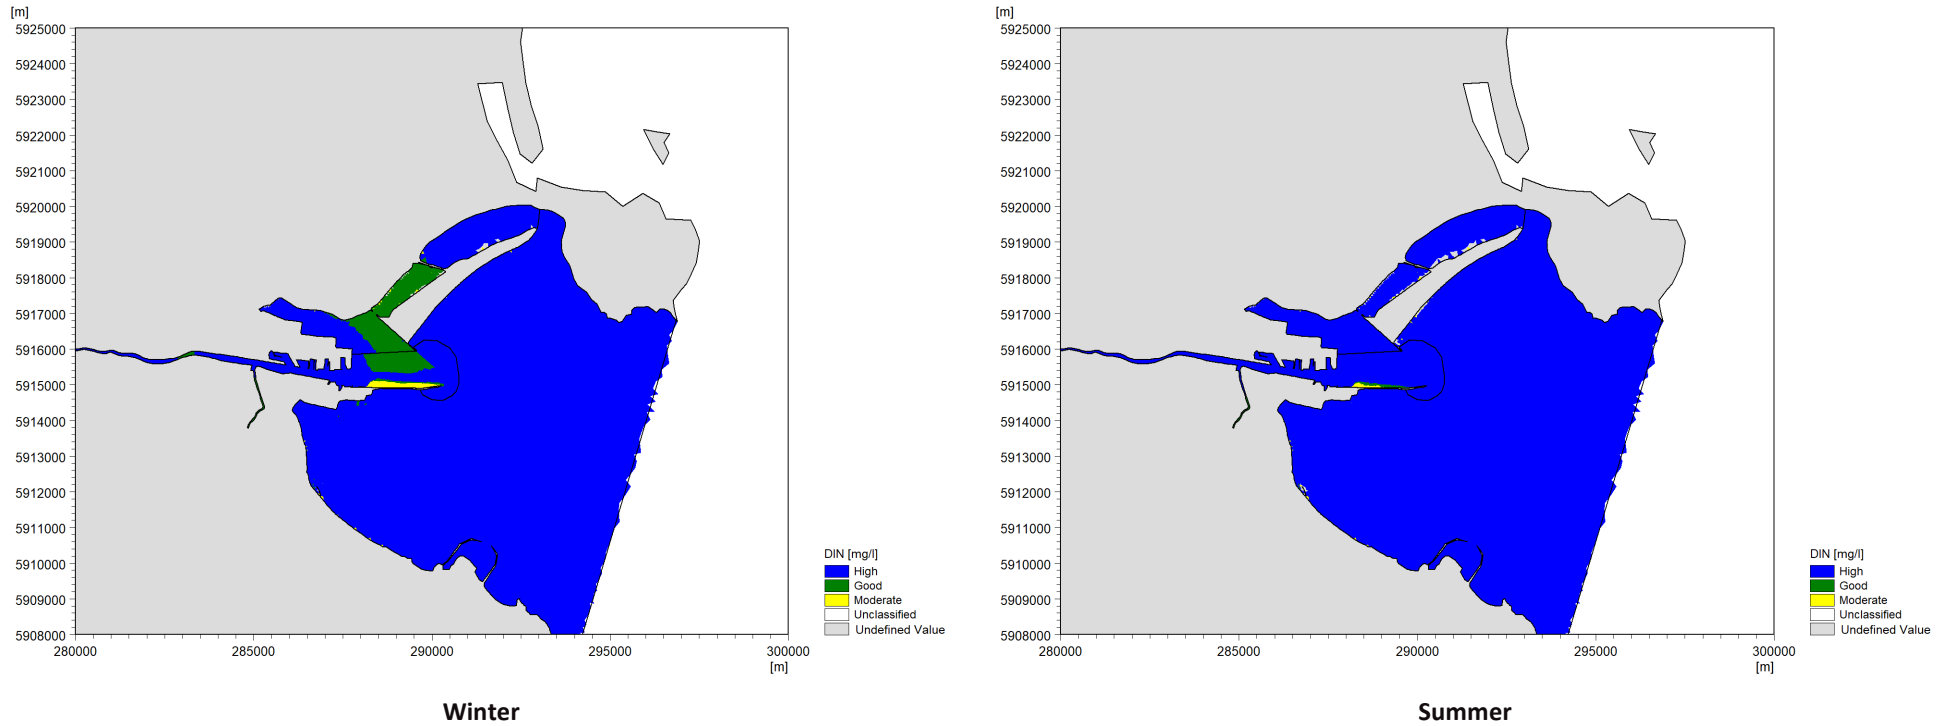 [m]
5925000
5924000
5923000
5922000
5921000
5920000
5919000
5918000
5917000
5916000
5915000
5914000
5913000
5912000
5911000
5910000
5909000
5908000
280000 285000 290000 295000 300000
[m]
DIN [mg/l]
High
Good
Moderate
Unclassified
Undefined Value
Winter
[m]
5925000
5924000
5923000
5922000
5921000
5920000
5919000
5918000
5917000
5916000
5915000
5914000
5913000
5912000
5911000
5910000
5909000
5908000
280000 285000 290000 295000 300000
[m]
DIN [mg/l]
High
Good
Moderate
Unclassified
Undefined Value
Summer